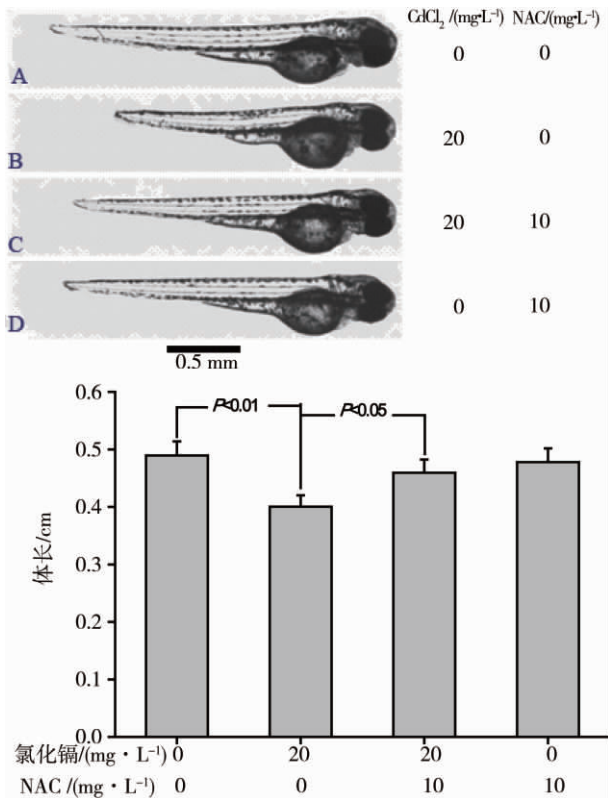 CdCl₂ /(mg·L⁻¹) NAC/(mg·L⁻¹)
A 0 0
B 20 0
C 20 10
D 0 10
0.5 mm
0.6
P<0.01 P<0.05
0.5
0.4
0.3
0.2
0.1
0.0
体长/cm
氯化镉/(mg·L⁻¹) 0 20 20 0
NAC /(mg·L⁻¹) 0 0 10 10